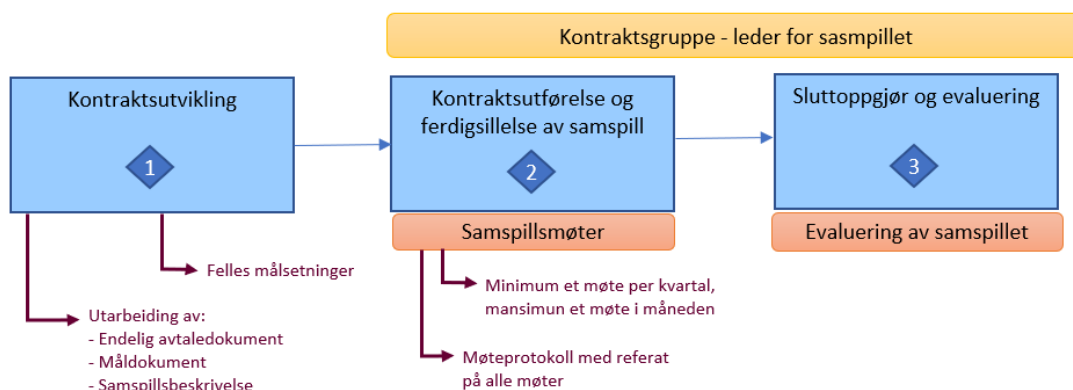 Kontraktsgruppe - leder for sasmpillet
Kontraktsutvikling
1
Kontraktsutførelse og
ferdigsillelse av samspill
2
Sluttoppgjør og evaluering
3
Samspillsmøter
Evaluering av samspillet
Felles målsetninger
Utarbeiding av:
- Endelig avtaledokument
- Måldokument
- Samspillsbeskrivelse
Minimum et møte per kvartal,
mansimun et møte i måneden
Møteprotokoll med referat
på alle møter